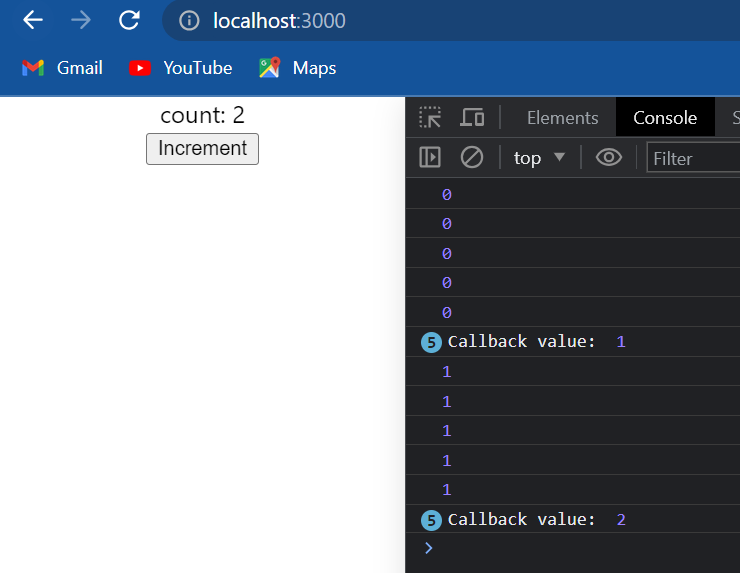 localhost:3000
Gmail YouTube Maps
count: 2
Increment
Elements Console S
top Filter
0
0
0
0
0
5 Callback value: 1
1
1
1
1
1
5 Callback value: 2